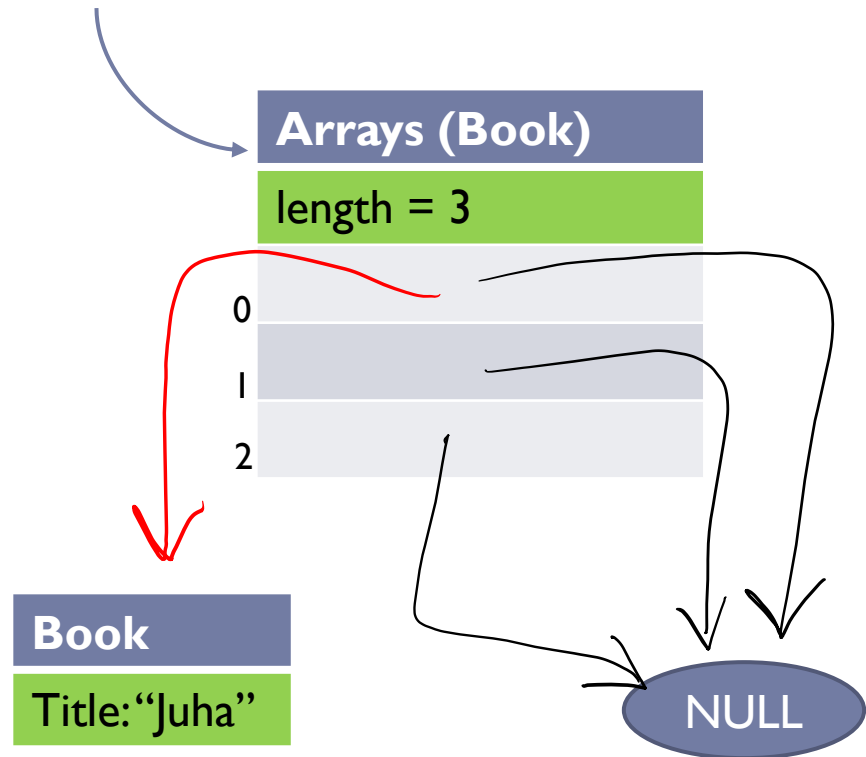 Arrays (Book)
length = 3
0
1
2
Book
Title: “Juha”
NULL